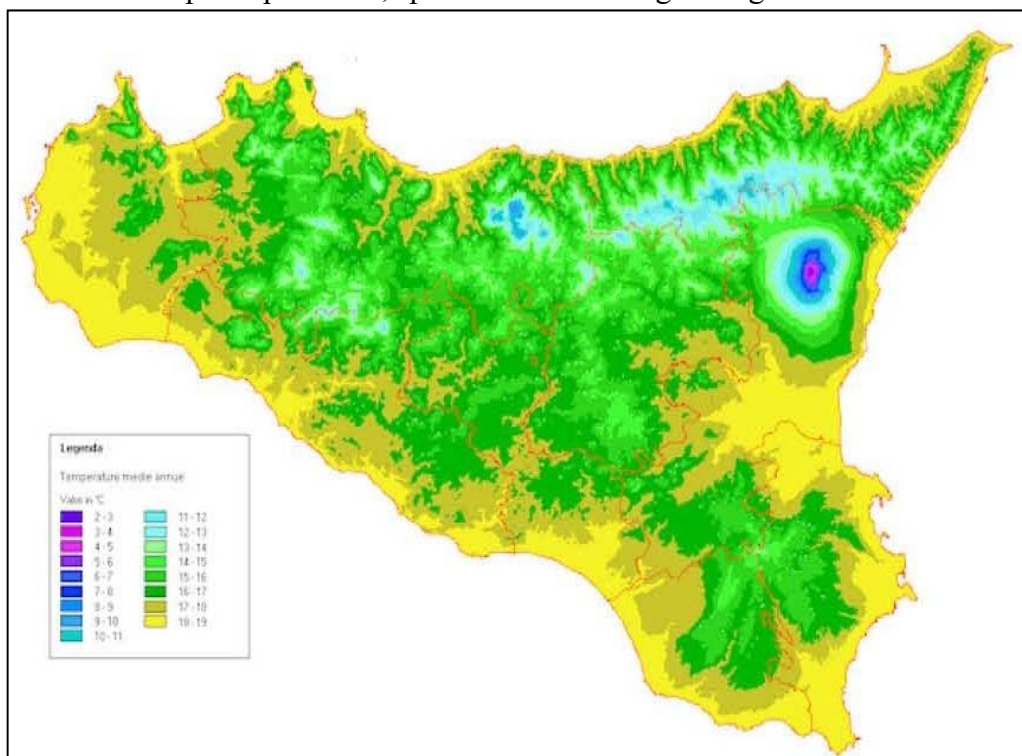 Legenda
Temperature medie annue
Valori in °C
2 - 3
3 - 4
4 - 5
5 - 6
6 - 7
7 - 8
8 - 9
9 - 10
10 - 11
11 - 12
12 - 13
13 - 14
14 - 15
15 - 16
16 - 17
17 - 18
18 - 19